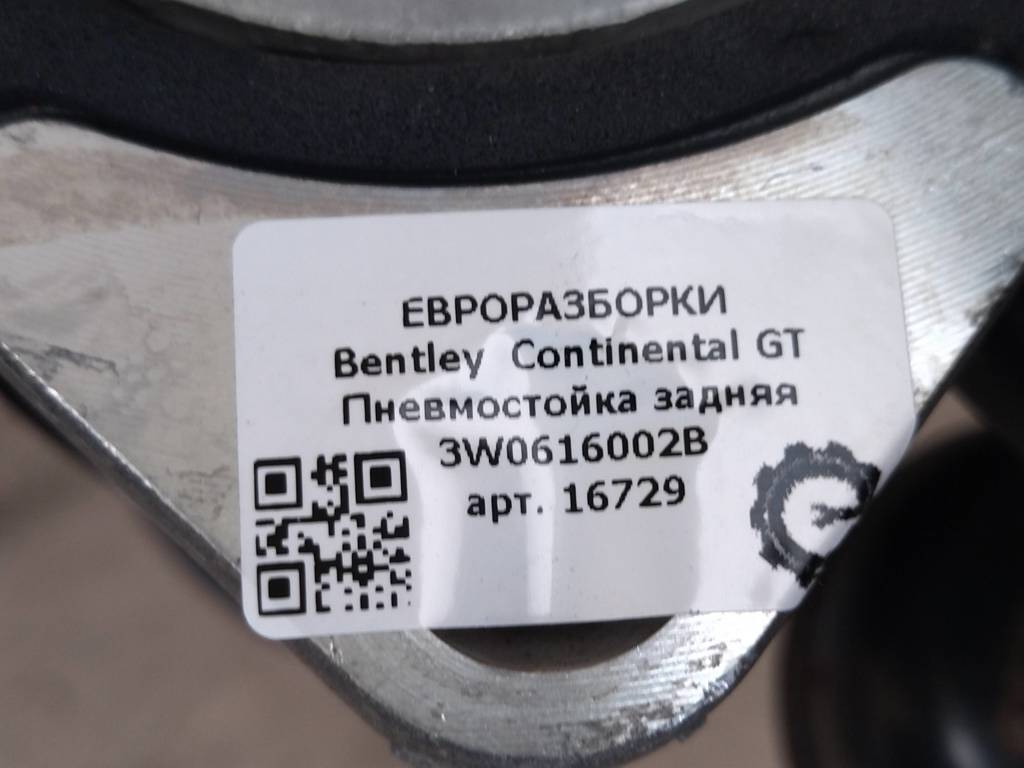 ЕВРОРАЗБОРКИ
Bentley Continental GT
Пневмостойка задняя
3W0616002B
арт. 16729